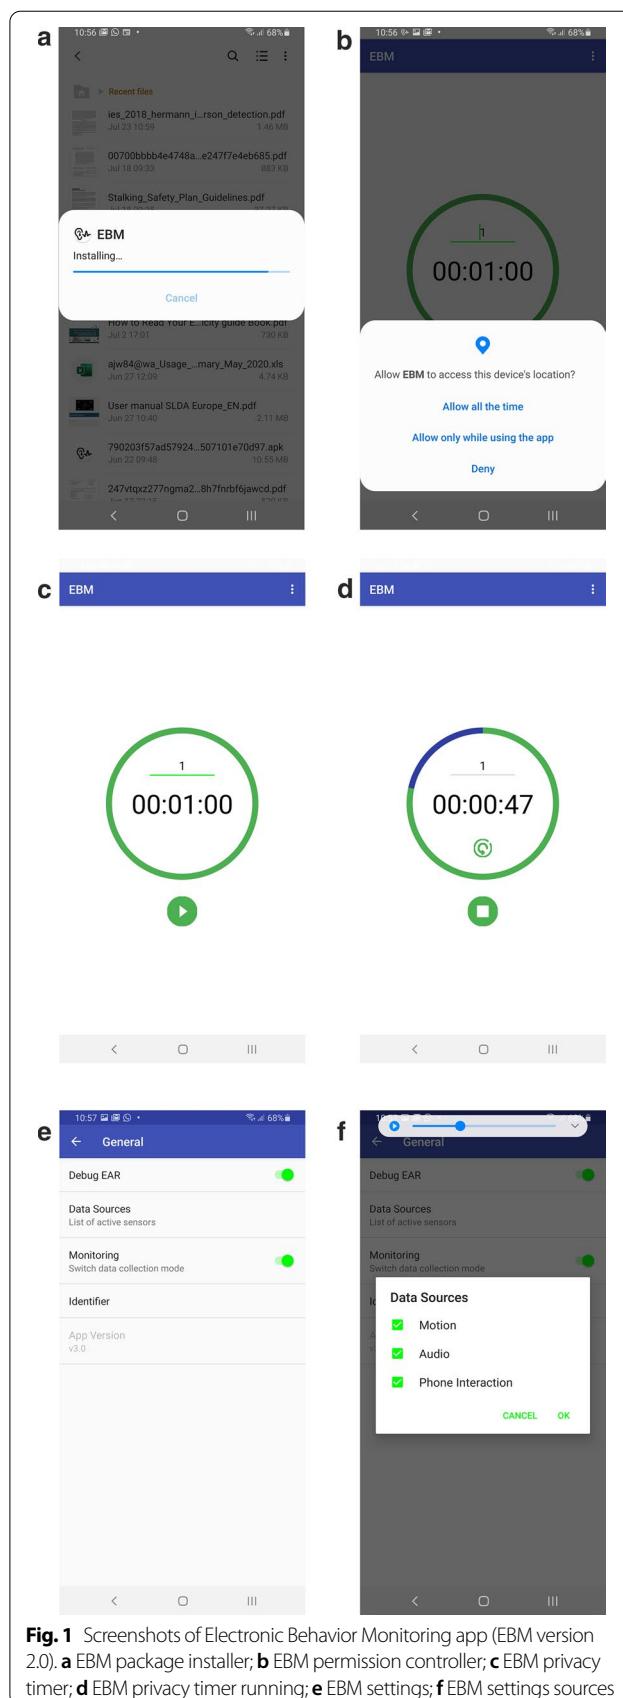 a
10:56
68%
Recent files
ies_2018_hermann_i...rson_detection.pdf
Jul 23 10:59 1.46 MB
00700bbbb4e4748a...e247f7e4eb685.pdf
Jul 18 09:33 883 KB
Stalking_Safety_Plan_Guidelines.pdf
EBM
Installing...
Cancel
How to Read Your E...icity guide Book.pdf
Jul 2 17:01 730 KB
ajw84@wa_Usage_...mary_May_2020.xls
Jun 27 12:09 4.74 KB
User manual SLDA Europe_EN.pdf
Jun 27 10:40 2.11 MB
790203f57ad57924...507101e70d97.apk
Jun 22 09:48 10.55 MB
247vtqxz277ngma2...8h7fnrbf6jawcd.pdf
b
10:56
68%
EBM
1
00:01:00
Allow EBM to access this device's location?
Allow all the time
Allow only while using the app
Deny
c
EBM
1
00:01:00
d
EBM
1
00:00:47
e
10:57
68%
General
Debug EAR
Data Sources
List of active sensors
Monitoring
Switch data collection mode
Identifier
App Version
v3.0
f
General
Debug EAR
Data Sources
List of active sensors
Monitoring
Switch data collection mode
Data Sources
Motion
Audio
Phone Interaction
CANCEL OK
Fig. 1 Screenshots of Electronic Behavior Monitoring app (EBM version
2.0). a EBM package installer; b EBM permission controller; c EBM privacy
timer; d EBM privacy timer running; e EBM settings; f EBM settings sources